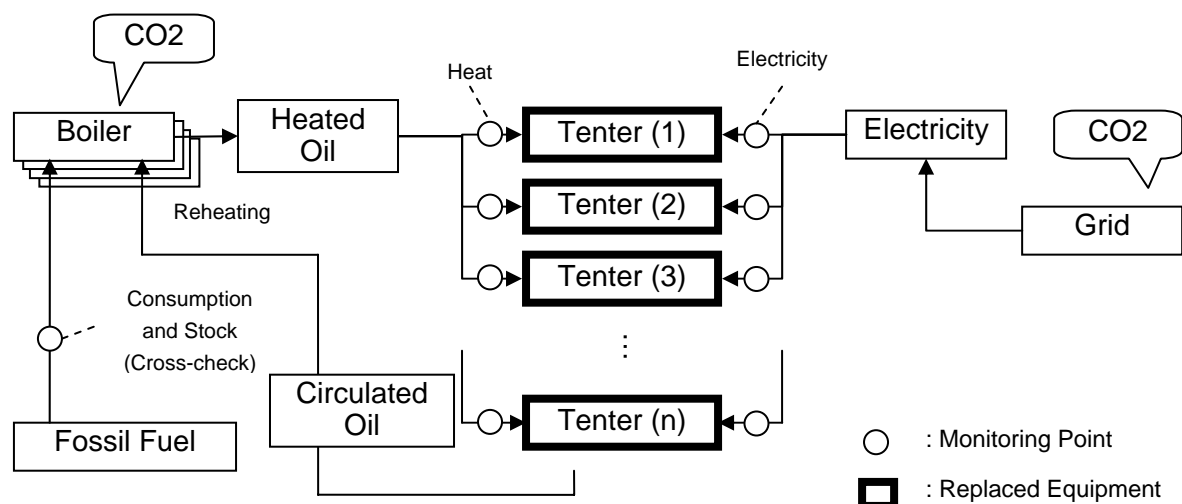 CO2
Heat
Electricity
Boiler
Heated
Oil
Tenter (1)
Electricity
CO2
Reheating
Tenter (2)
Grid
Tenter (3)
Consumption
and Stock
(Cross-check)
⋮
Circulated
Oil
Tenter (n)
Fossil Fuel
: Monitoring Point
: Replaced Equipment